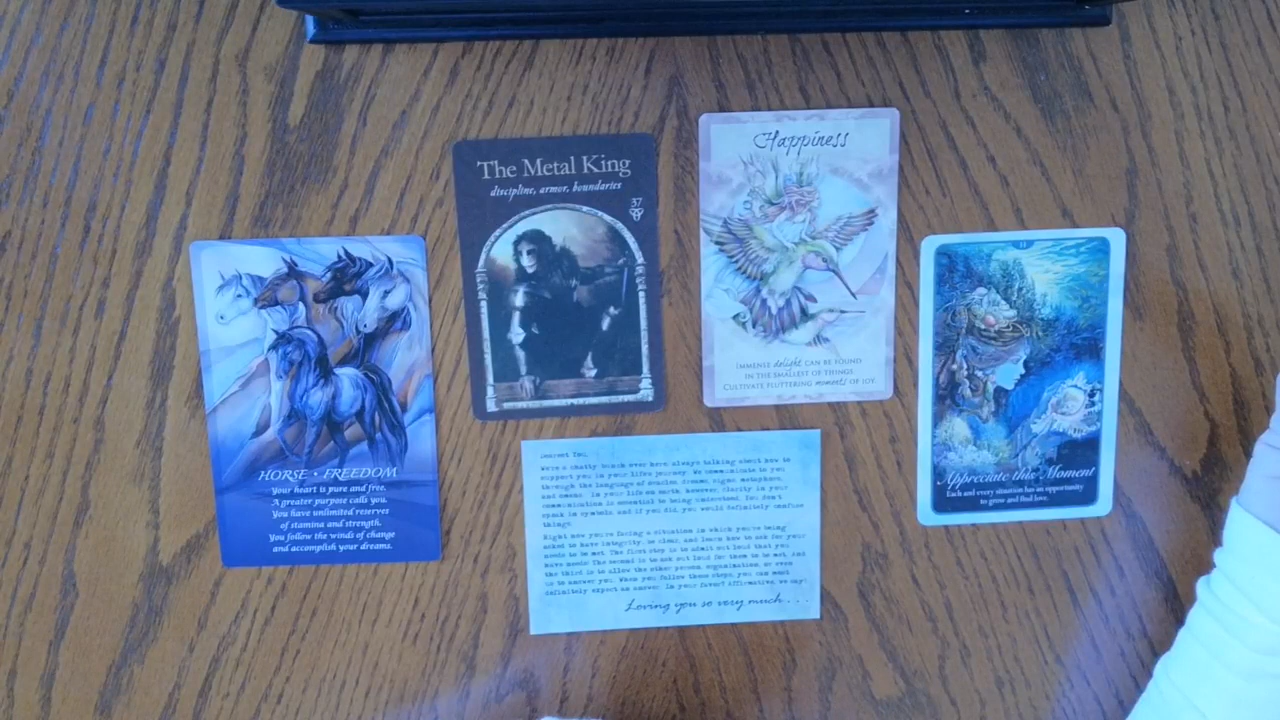 The Metal King
discipline, armor, boundaries
37
Happiness
IMMENSE delight CAN BE FOUND
IN THE SMALLEST OF THINGS.
CULTIVATE FLUTTERING moments OF JOY.
HORSE • FREEDOM
Your heart is pure and free.
A greater purpose calls you.
You have unlimited reserves
of stamina and strength.
You follow the winds of change
and accomplish your dreams.
11
Appreciate this Moment
Each and every situation has an opportunity
to grow and find love.
Dearest You,
We're a chatty bunch over here always talking about how to
support you in your life's journey. We communicate to you
through the language of oracles, dreams, signs, metaphors,
and omens. In your life on earth, however, clarity in your
communication is essential to being understood. You don't
speak in symbols and if you did, you would definitely confuse
things.
Right now you're facing a situation in which you're being
asked to have integrity, be clear, and learn how to ask for your
needs to be met. The first step is to admit out loud that you
have needs! The second is to ask out loud for them to be met. And
the third is to allow the other person, organization, or even
us to answer you. When you follow these steps, you can most
definitely expect an answer. In your favor? Affirmative, we say!
Loving you so very much . . .